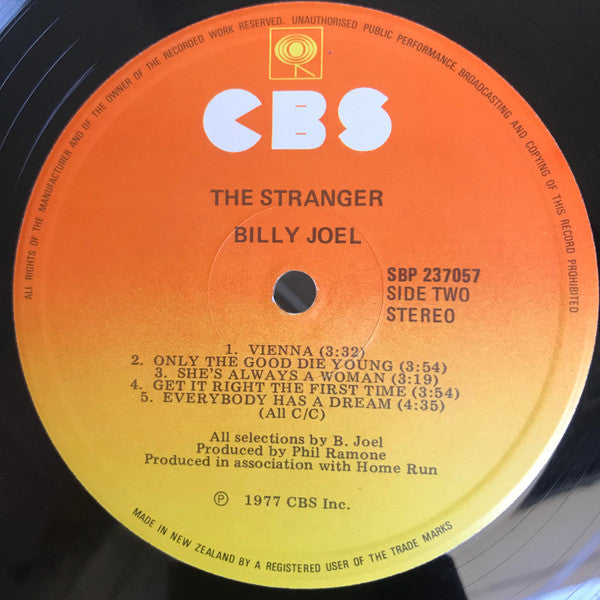 ALL RIGHTS OF THE MANUFACTURER AND OF THE OWNER OF THE RECORDED WORK RESERVED. UNAUTHORISED PUBLIC PERFORMANCE, BROADCASTING AND COPYING OF THIS RECORD PROHIBITED
CBS
THE STRANGER
BILLY JOEL
SBP 237057
SIDE TWO
STEREO
1. VIENNA (3:32)
2. ONLY THE GOOD DIE YOUNG (3:54)
3. SHE'S ALWAYS A WOMAN (3:19)
4. GET IT RIGHT THE FIRST TIME (3:54)
5. EVERYBODY HAS A DREAM (4:35)
(All C/C)
All selections by B. Joel
Produced by Phil Ramone
Produced in association with Home Run
Ⓟ 1977 CBS Inc.
MADE IN NEW ZEALAND BY A REGISTERED USER OF THE TRADE MARKS